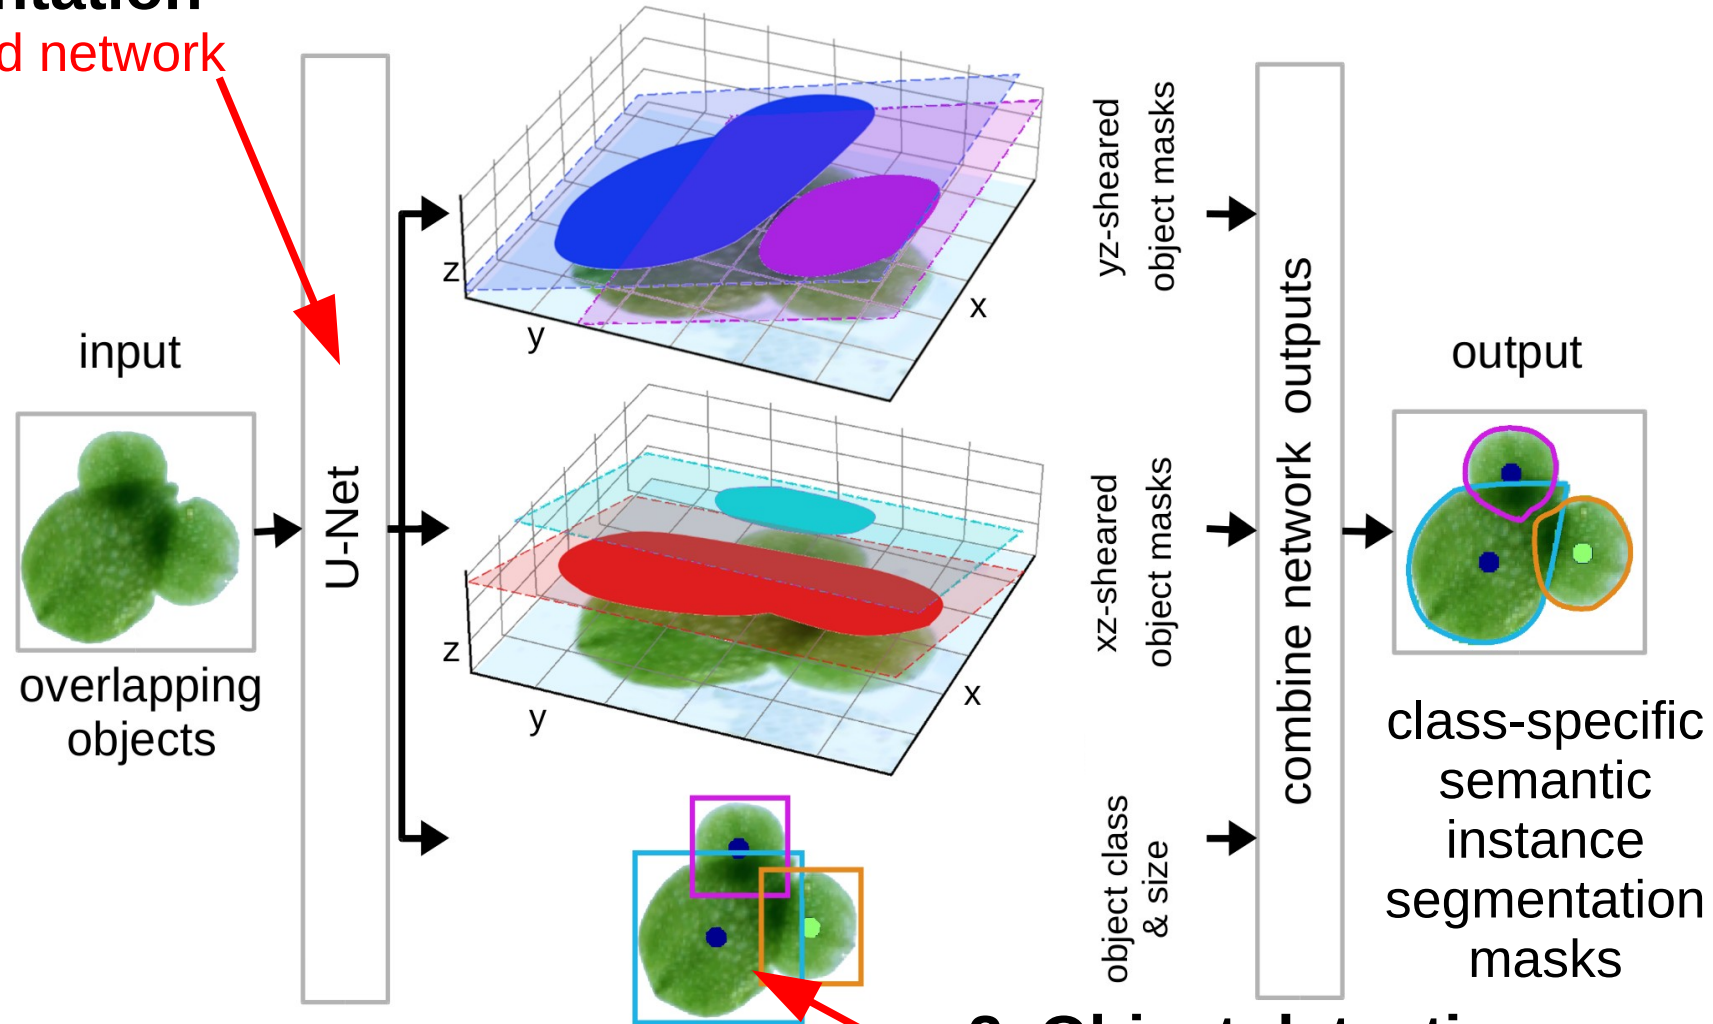 d network
input
overlapping
objects
U-Net
z
y
x
yz-sheared
object masks
z
y
x
xz-sheared
object masks
object class
& size
combine network outputs
output
class-specific
semantic
instance
segmentation
masks